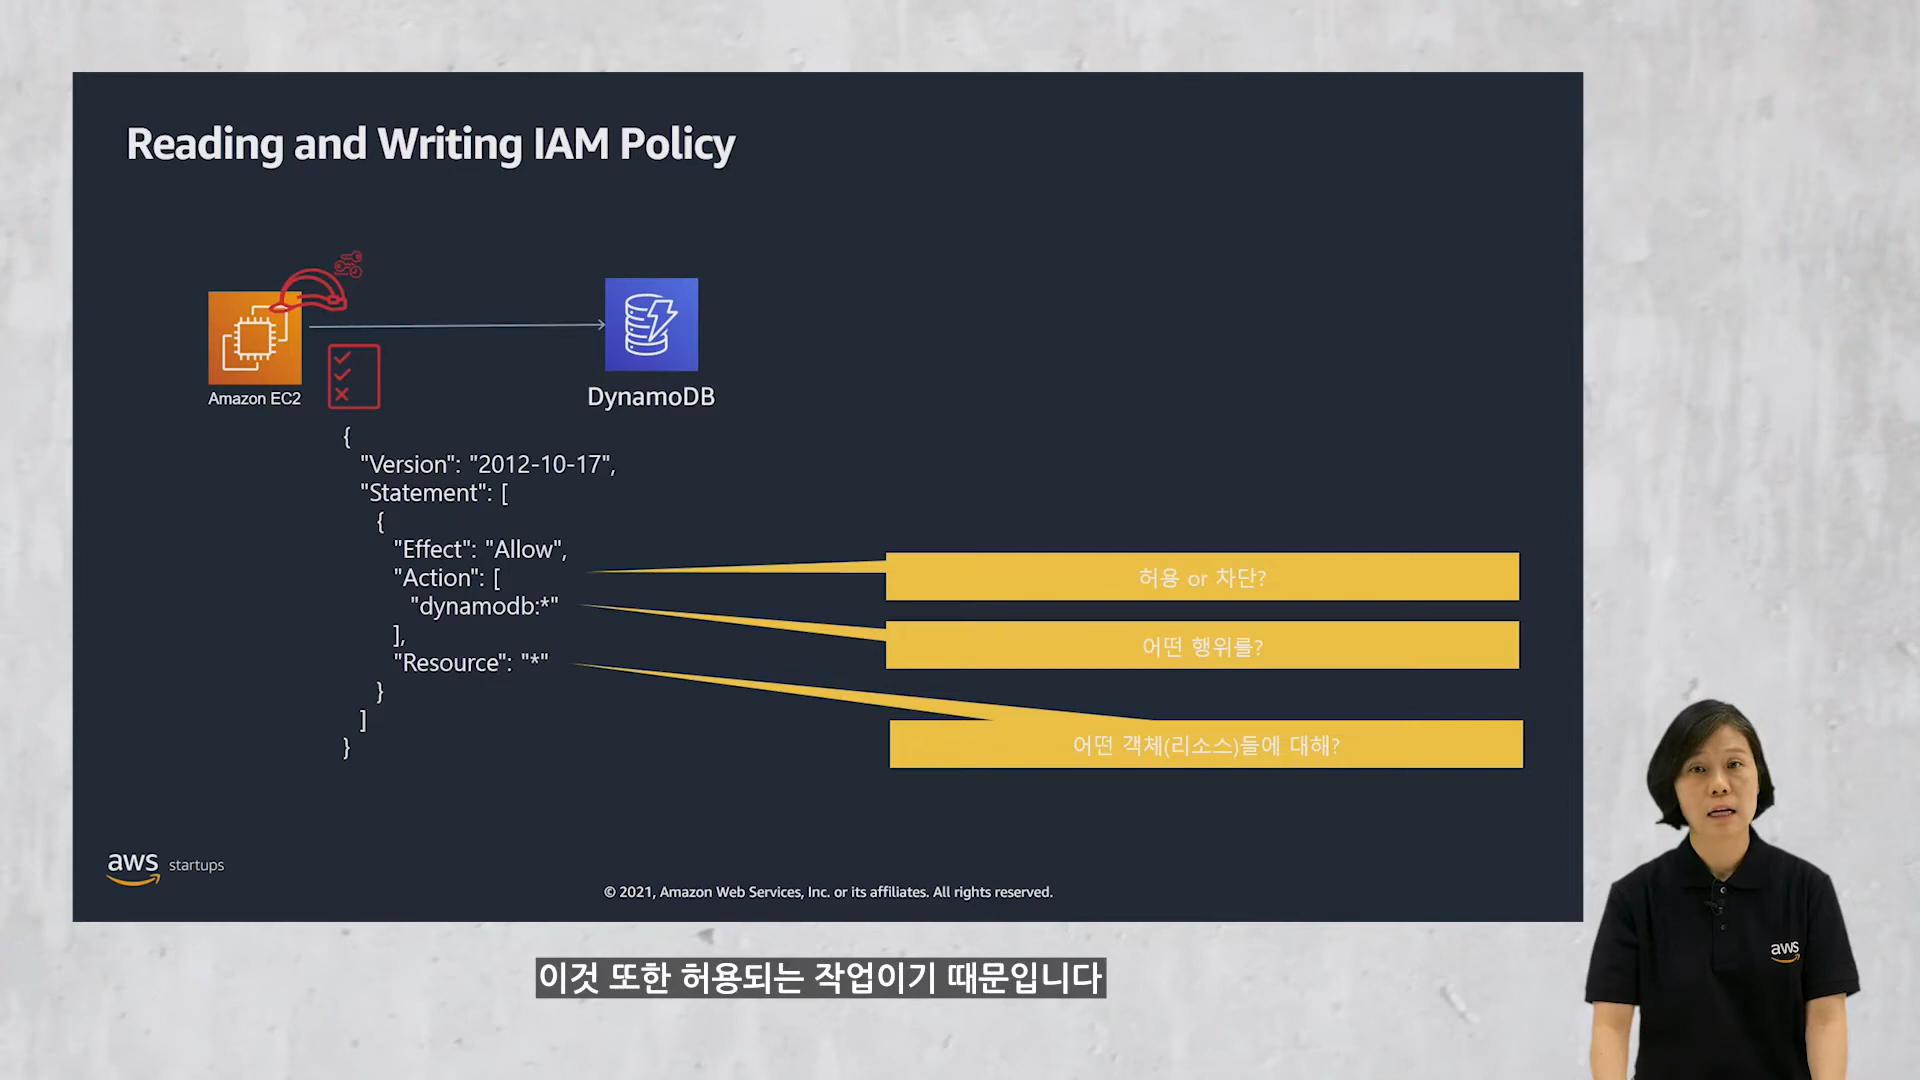 Reading and Writing IAM Policy
Amazon EC2
DynamoDB
{
"Version": "2012-10-17",
"Statement": [
{
"Effect": "Allow",
"Action": [
"dynamodb:*"
],
"Resource": "*"
}
]
}
허용 or 차단?
어떤 행위를?
어떤 객체(리소스)들에 대해?
aws startups
© 2021, Amazon Web Services, Inc. or its affiliates. All rights reserved.
aws
이것 또한 허용되는 작업이기 때문입니다